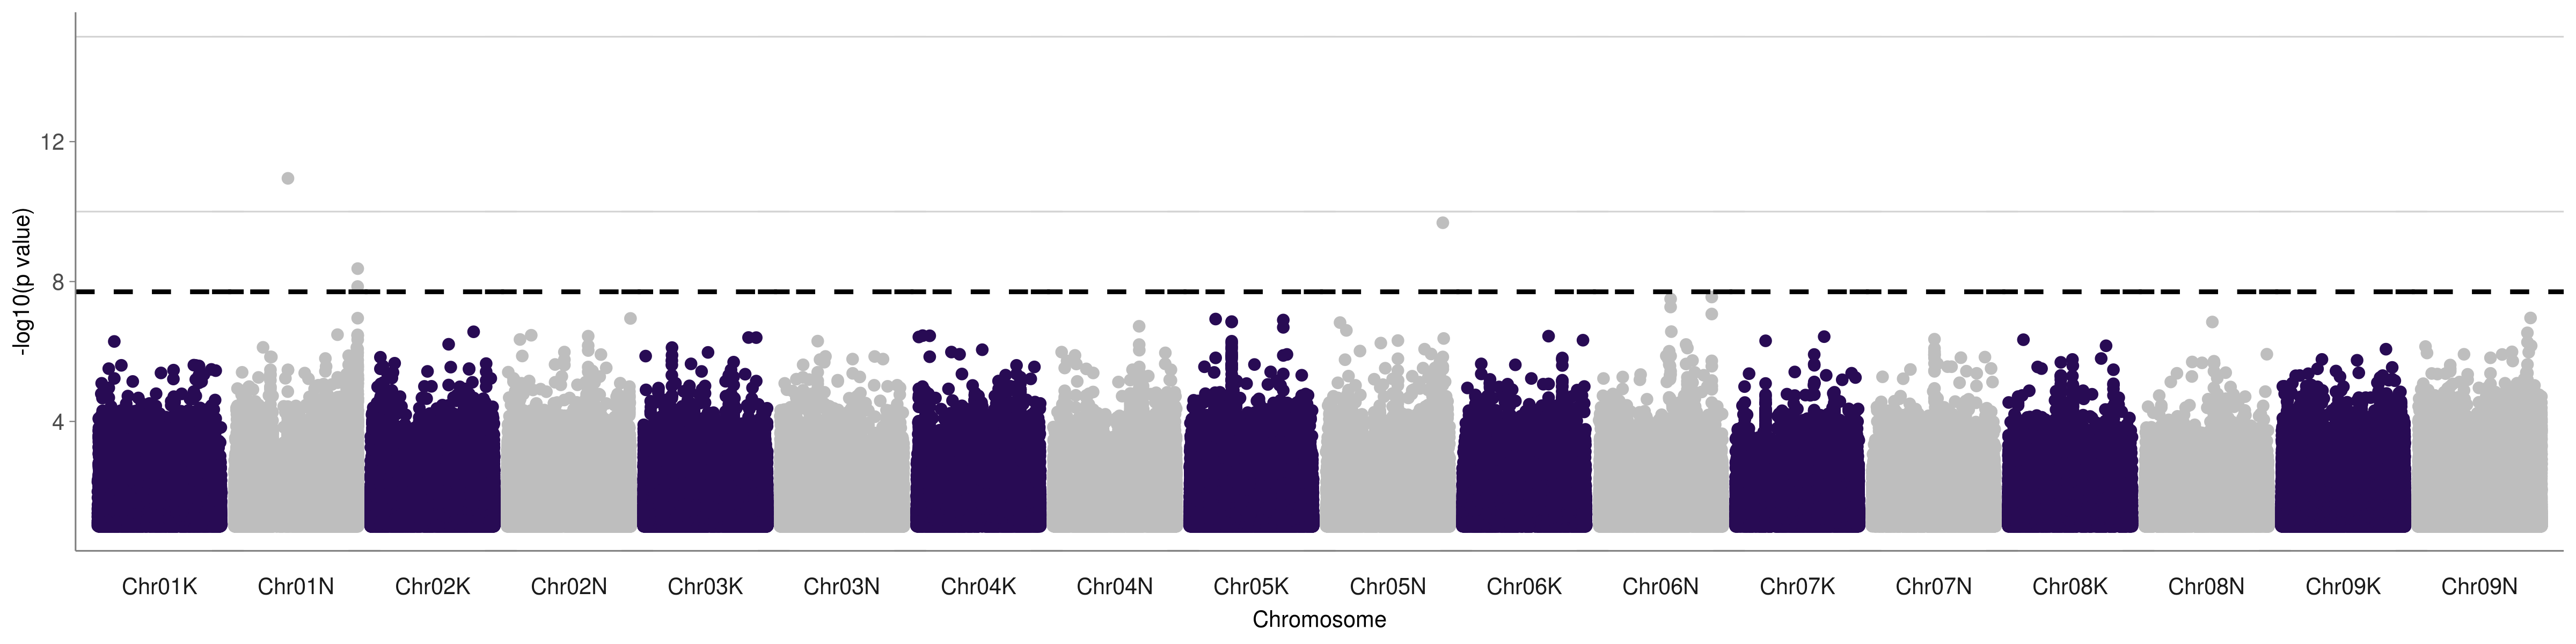 -log10(p value)
12
8
4
Chr01K Chr01N Chr02K Chr02N Chr03K Chr03N Chr04K Chr04N Chr05K Chr05N Chr06K Chr06N Chr07K Chr07N Chr08K Chr08N Chr09K Chr09N
Chromosome